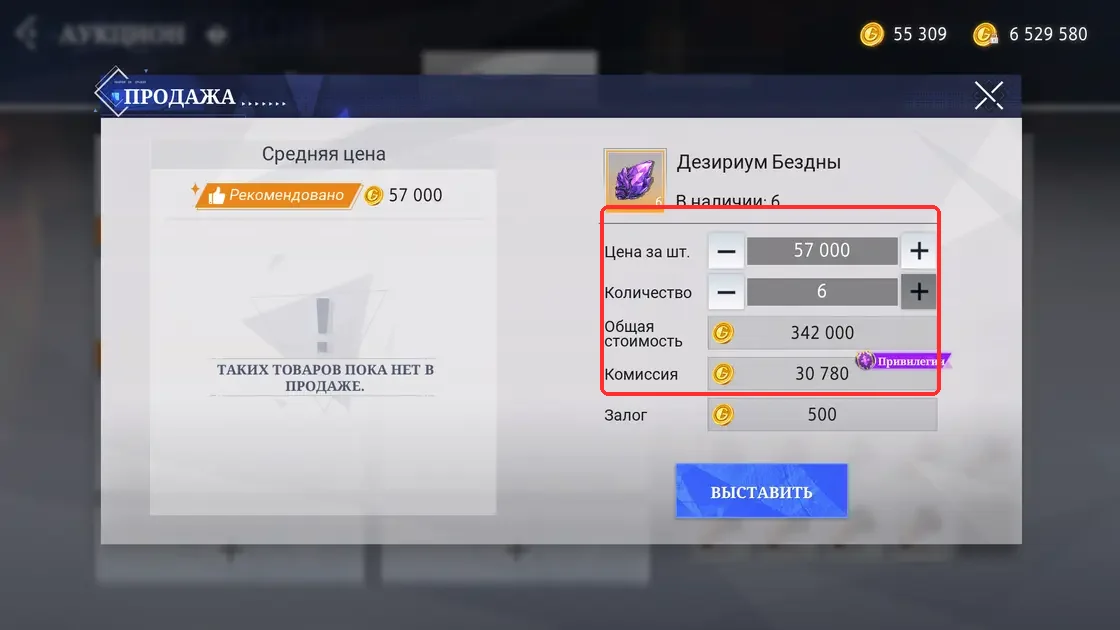 АУКЦИОН
55 309
6 529 580
ПРОДАЖА
Средняя цена
Рекомендовано
57 000
ТАКИХ ТОВАРОВ ПОКА НЕТ В
ПРОДАЖЕ.
Дезириум Бездны
6
В наличии: 6
Цена за шт.
57 000
Количество
6
Общая
стоимость
342 000
Комиссия
30 780
Привилегии
Залог
500
ВЫСТАВИТЬ